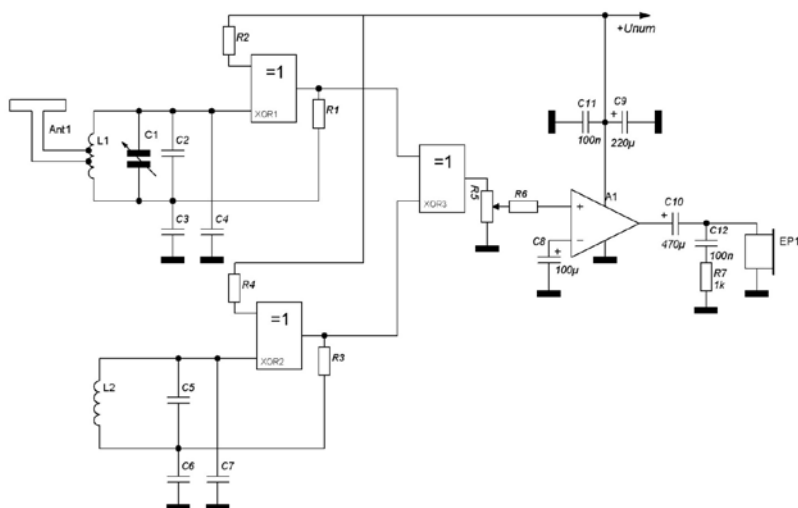 R2
+Uпит
=1
XOR1
R1
C11
100n
C9
220µ
Ant1
L1
C1
C2
C3
C4
=1
XOR3
R5
R6
A1
C10
470µ
C12
100n
EP1
C8
100µ
R7
1k
R4
=1
XOR2
R3
L2
C5
C6
C7
+
−
+
+
+